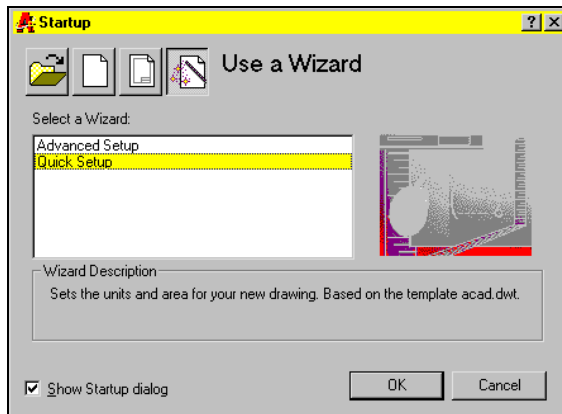 Startup
Use a Wizard
Select a Wizard:
Advanced Setup
Quick Setup
Wizard Description
Sets the units and area for your new drawing. Based on the template acad.dwt.
Show Startup dialog
OK
Cancel